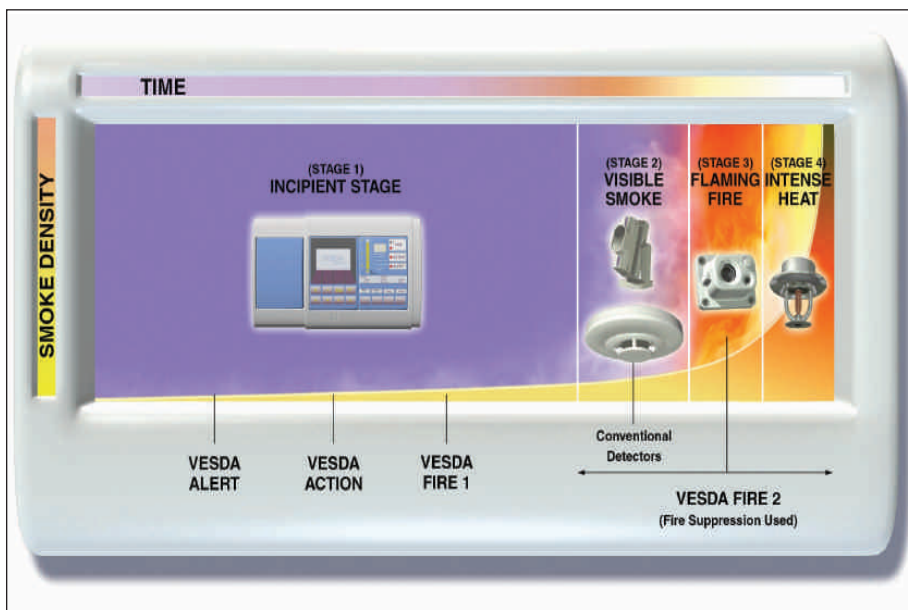 TIME
SMOKE DENSITY
(STAGE 1)
INCIPIENT STAGE
(STAGE 2)
VISIBLE
SMOKE
(STAGE 3)
FLAMING
FIRE
(STAGE 4)
INTENSE
HEAT
VESDA
ALERT
VESDA
ACTION
VESDA
FIRE 1
Conventional
Detectors
VESDA FIRE 2
(Fire Suppression Used)